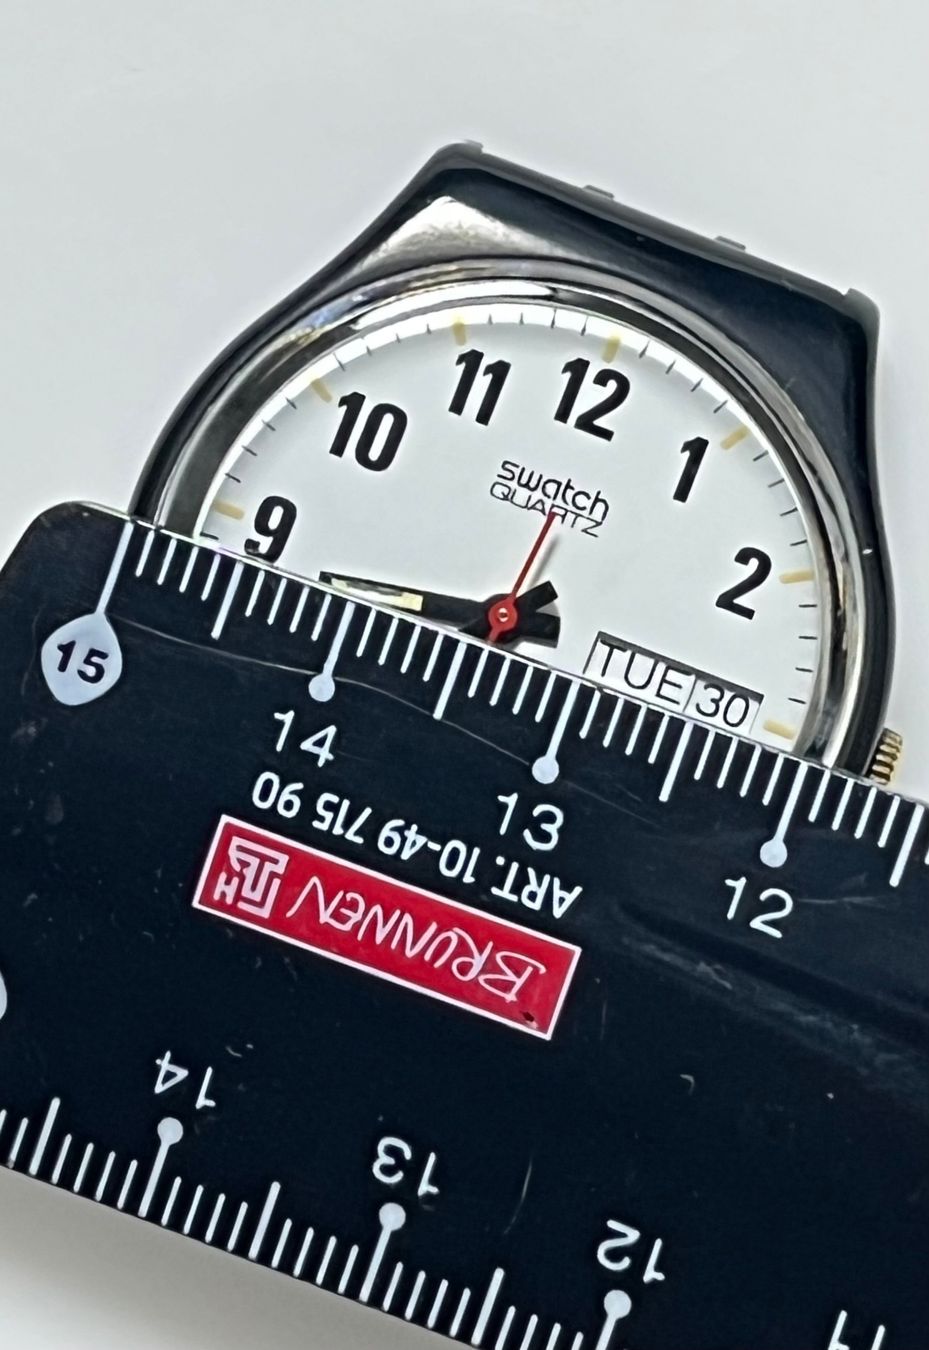 11 12
10 1
9 2
swatch
QUARTZ
TUE 30
15 14 13 12
ART. 10-49 715 90
BRUNNEN
14 13 12 11